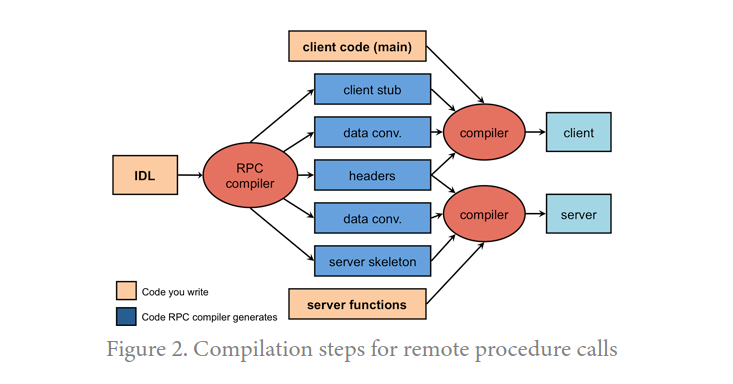 client code (main)
client stub
data conv.
compiler
client
IDL
RPC
compiler
headers
data conv.
compiler
server
server skeleton
server functions
Code you write
Code RPC compiler generates
Figure 2. Compilation steps for remote procedure calls